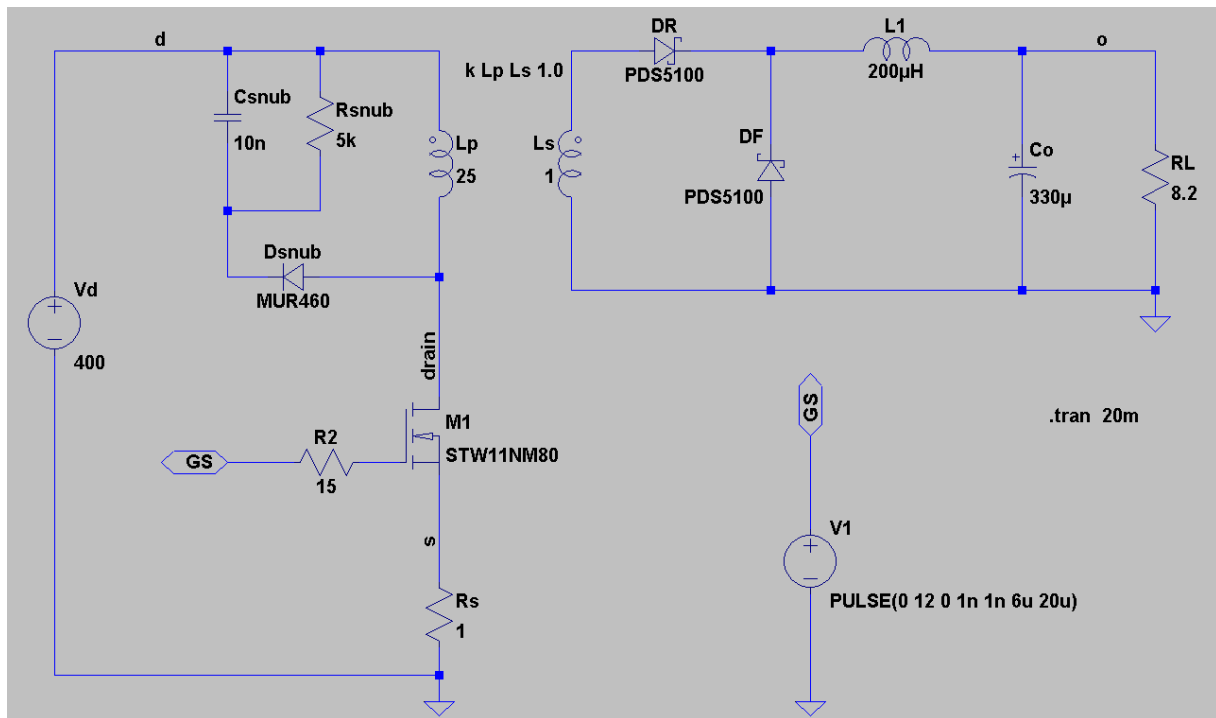 d
Csnub
10n
Rsnub
5k
Lp
25
k Lp Ls 1.0
Ls
1
DR
PDS5100
L1
200µH
o
DF
PDS5100
Co
+
330µ
RL
8.2
Dsnub
MUR460
Vd
+
−
400
drain
M1
STW11NM80
GS
R2
15
s
Rs
1
GS
.tran 20m
V1
+
−
PULSE(0 12 0 1n 1n 6u 20u)